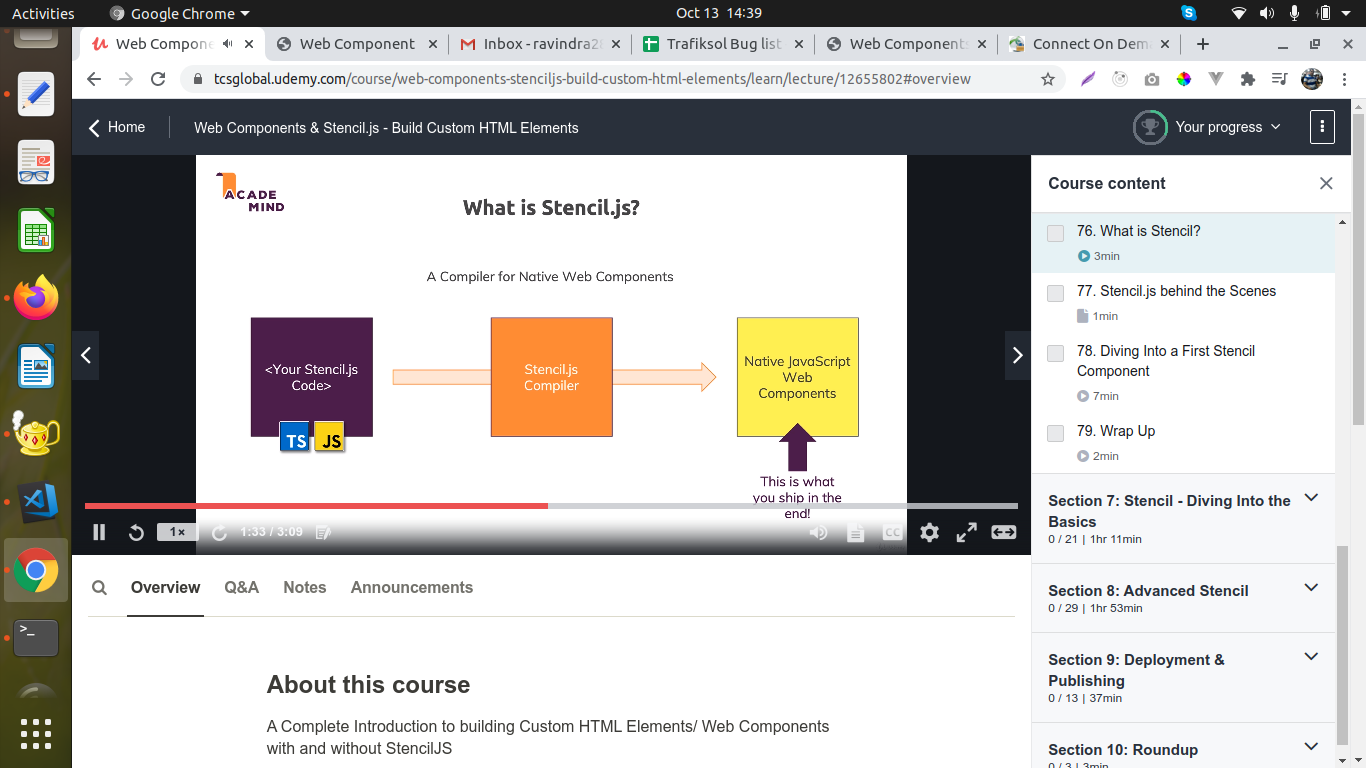 Activities
Google Chrome
Oct 13 14:39
Web Compone
Web Component
Inbox - ravindra2
Trafiksol Bug list
Web Components
Connect On Dema
tcsglobal.udemy.com/course/web-components-stenciljs-build-custom-html-elements/learn/lecture/12655802#overview
Home
Web Components & Stencil.js - Build Custom HTML Elements
Your progress
ACADE
MIND
What is Stencil.js?
A Compiler for Native Web Components
<Your Stencil.js
Code>
TS
JS
Stencil.js
Compiler
Native JavaScript
Web
Components
This is what
you ship in the
end!
1×
1:33 / 3:09
CC
Course content
76. What is Stencil?
3min
77. Stencil.js behind the Scenes
1min
78. Diving Into a First Stencil
Component
7min
79. Wrap Up
2min
Section 7: Stencil - Diving Into the
Basics
0 / 21 | 1hr 11min
Section 8: Advanced Stencil
0 / 29 | 1hr 53min
Section 9: Deployment &
Publishing
0 / 13 | 37min
Section 10: Roundup
0 / 3 | 3min
Overview
Q&A
Notes
Announcements
About this course
A Complete Introduction to building Custom HTML Elements/ Web Components
with and without StencilJS